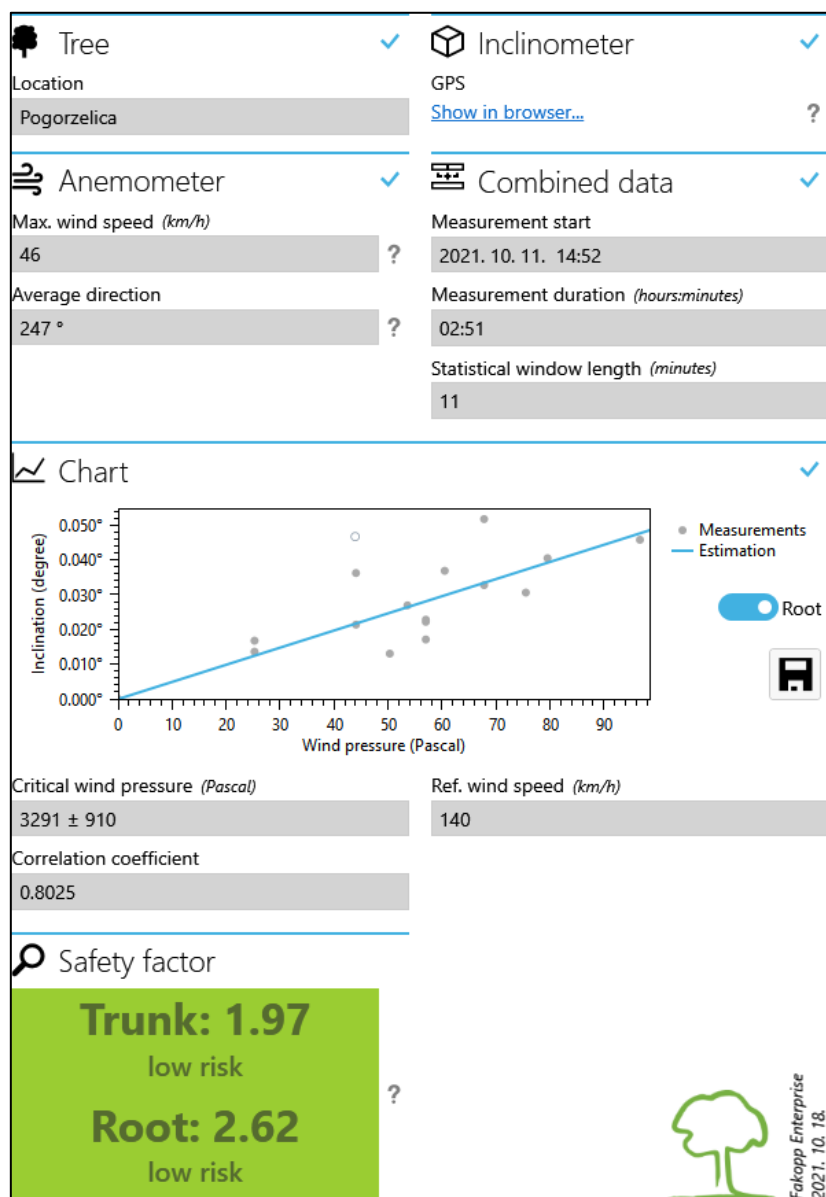 Tree
Location
Pogorzelica
Inclinometer
GPS
Show in browser...
?
Anemometer
Max. wind speed (km/h)
46
?
Average direction
247 °
?
Combined data
Measurement start
2021. 10. 11. 14:52
Measurement duration (hours:minutes)
02:51
Statistical window length (minutes)
11
Chart
Inclination (degree)
0.050°
0.040°
0.030°
0.020°
0.010°
0.000°
0 10 20 30 40 50 60 70 80 90
Wind pressure (Pascal)
Measurements
Estimation
Root
Critical wind pressure (Pascal)
3291 ± 910
Ref. wind speed (km/h)
140
Correlation coefficient
0.8025
Safety factor
Trunk: 1.97
low risk
Root: 2.62
low risk
?
Fakopp Enterprise
2021. 10. 18.